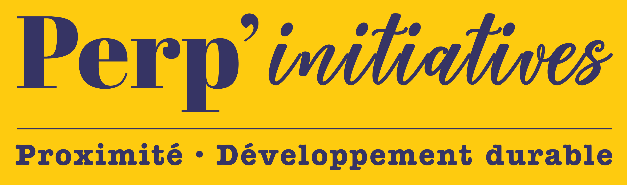 Perp’initiatives
Proximité • Développement durable